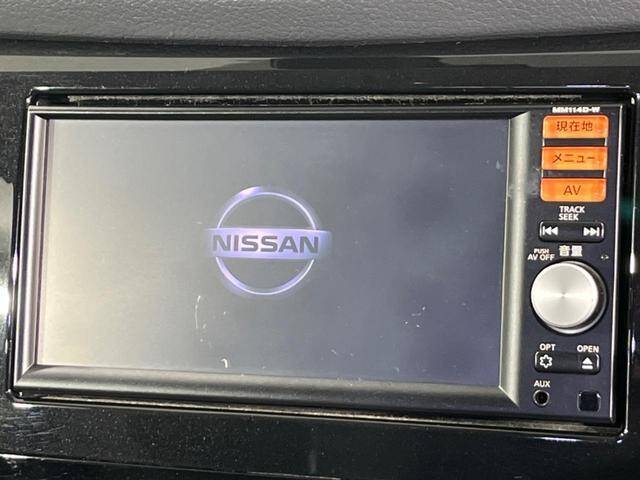 MM114D-W
現在地
メニュー
AV
TRACK
SEEK
音量
PUSH
AV OFF
NISSAN
OPT
OPEN
AUX